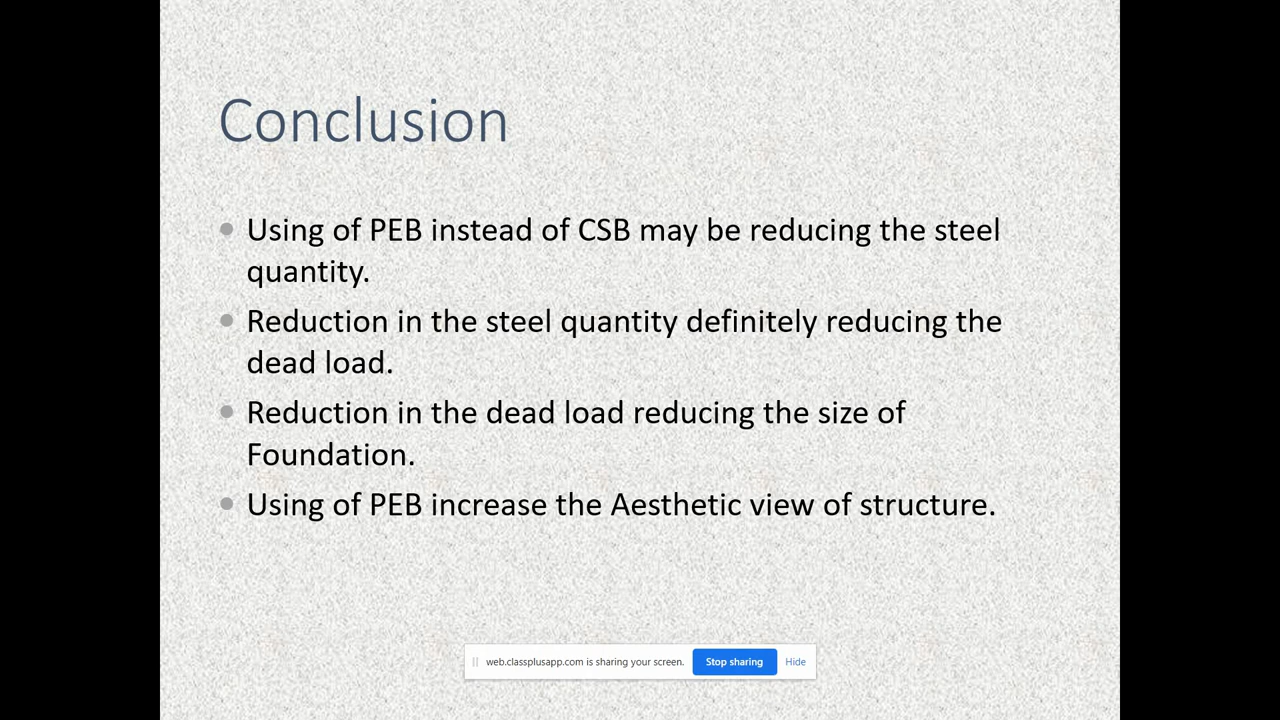 Conclusion
Using of PEB instead of CSB may be reducing the steel
quantity.
Reduction in the steel quantity definitely reducing the
dead load.
Reduction in the dead load reducing the size of
Foundation.
Using of PEB increase the Aesthetic view of structure.
web.classplusapp.com is sharing your screen. Stop sharing Hide